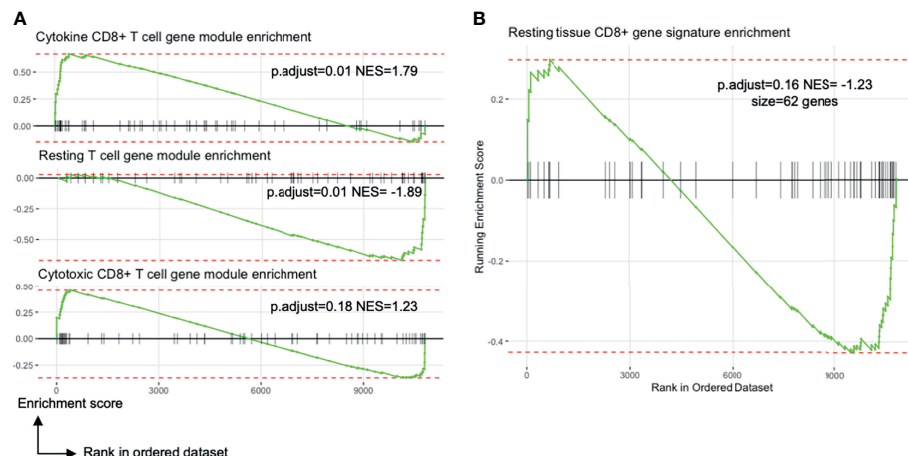 A
Cytokine CD8+ T cell gene module enrichment
0.50
0.25
0.00
p.adjust=0.01 NES=1.79
Resting T cell gene module enrichment
0.00
-0.25
-0.50
p.adjust=0.01 NES= -1.89
Cytotoxic CD8+ T cell gene module enrichment
0.50
0.25
0.00
-0.25
p.adjust=0.18 NES=1.23
0
3000
6000
9000
Enrichment score
Rank in ordered dataset
B
Resting tissue CD8+ gene signature enrichment
p.adjust=0.16 NES= -1.23
size=62 genes
Running Enrichment Score
0.2
0.0
-0.2
-0.4
0
3000
6000
9000
Rank in Ordered Dataset